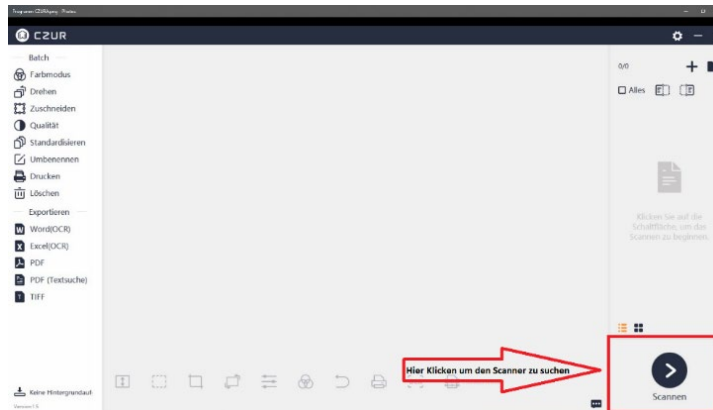 CZUR
Batch
Farbmodus
Drehen
Zuschneiden
Qualität
Standardisieren
Umbenennen
Drucken
Löschen
Exportieren
Word(OCR)
Excel(OCR)
PDF
PDF (Textsuche)
TIFF
Keine Hintergrundaut
0/0
Alles
Klicken Sie auf die
Schaltfläche, um das
Scannen zu beginnen.
Hier Klicken um den Scanner zu suchen
Scannen